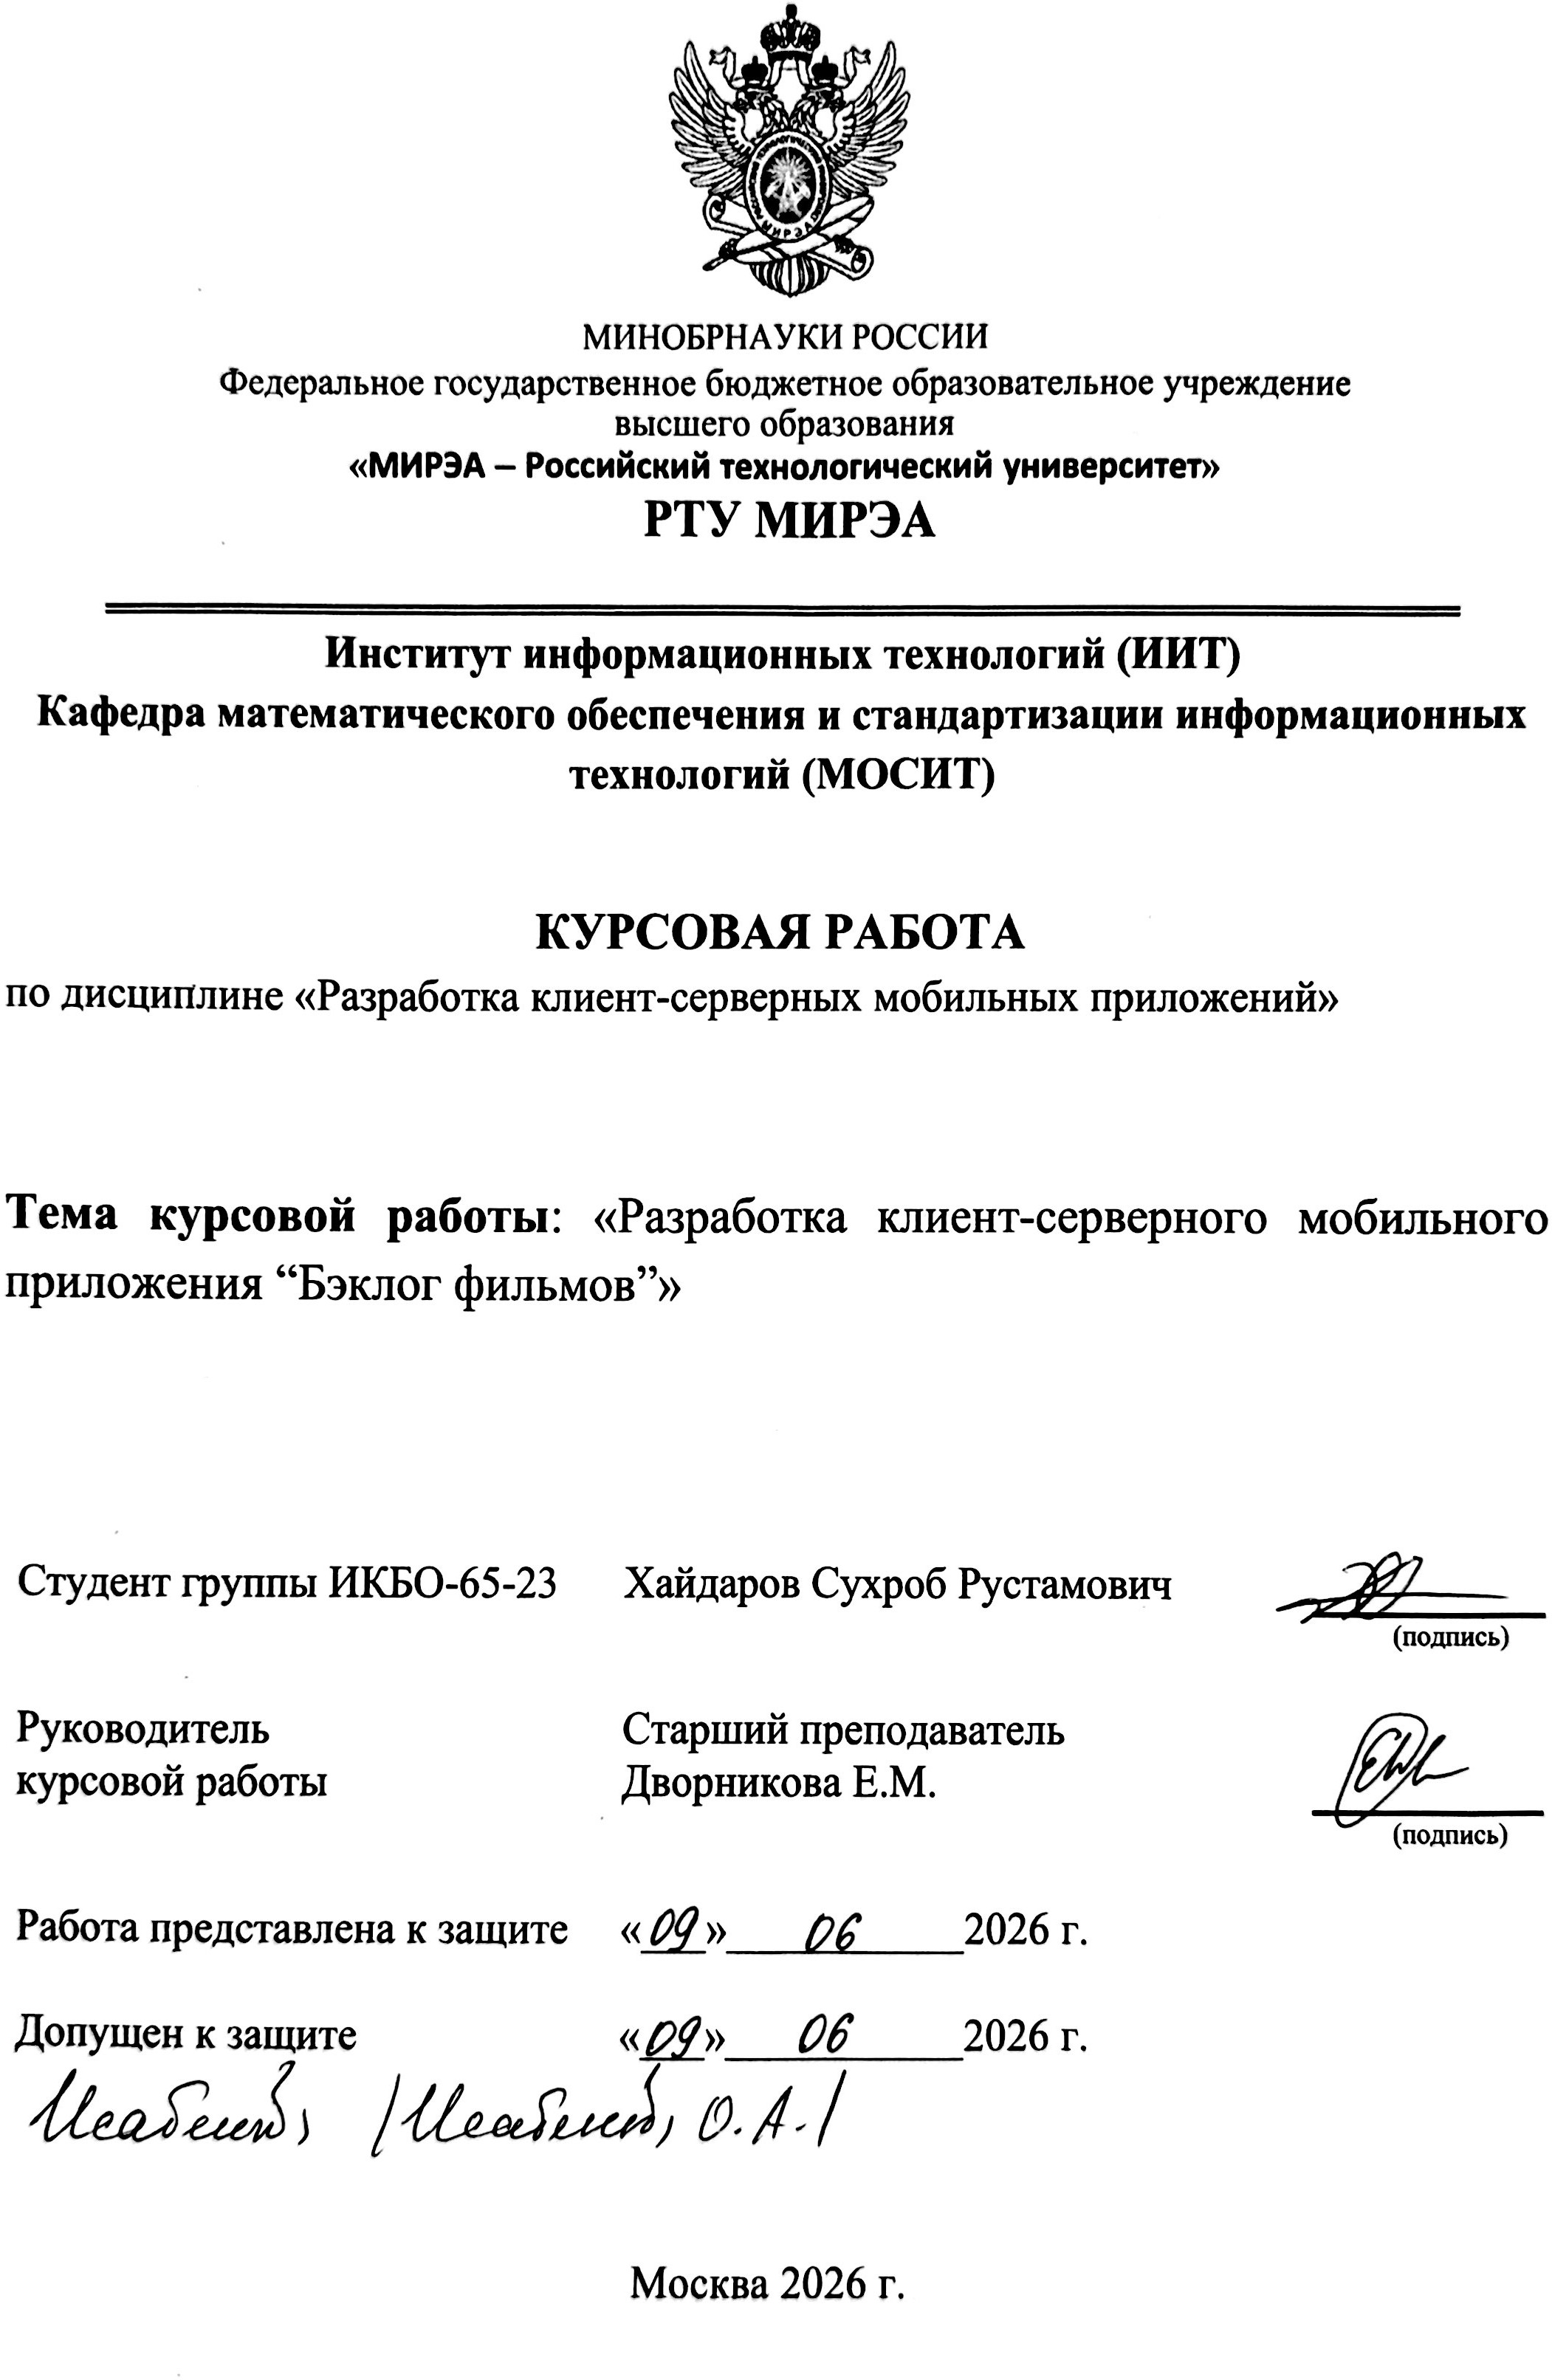 МИНОБРНАУКИ РОССИИ
Федеральное государственное бюджетное образовательное учреждение
высшего образования
«МИРЭА – Российский технологический университет»
РТУ МИРЭА
Институт информационных технологий (ИИТ)
Кафедра математического обеспечения и стандартизации информационных
технологий (МОСИТ)
КУРСОВАЯ РАБОТА
по дисциплине «Разработка клиент-серверных мобильных приложений»
Тема курсовой работы: «Разработка клиент-серверного мобильного
приложения “Бэклог фильмов”»
Студент группы ИКБО-65-23 Хайдаров Сухроб Рустамович
(подпись)
Руководитель Старший преподаватель
курсовой работы Дворникова Е.М.
(подпись)
Работа представлена к защите «09» 06 2026 г.
Допущен к защите «09» 06 2026 г.
О.А.
Москва 2026 г.